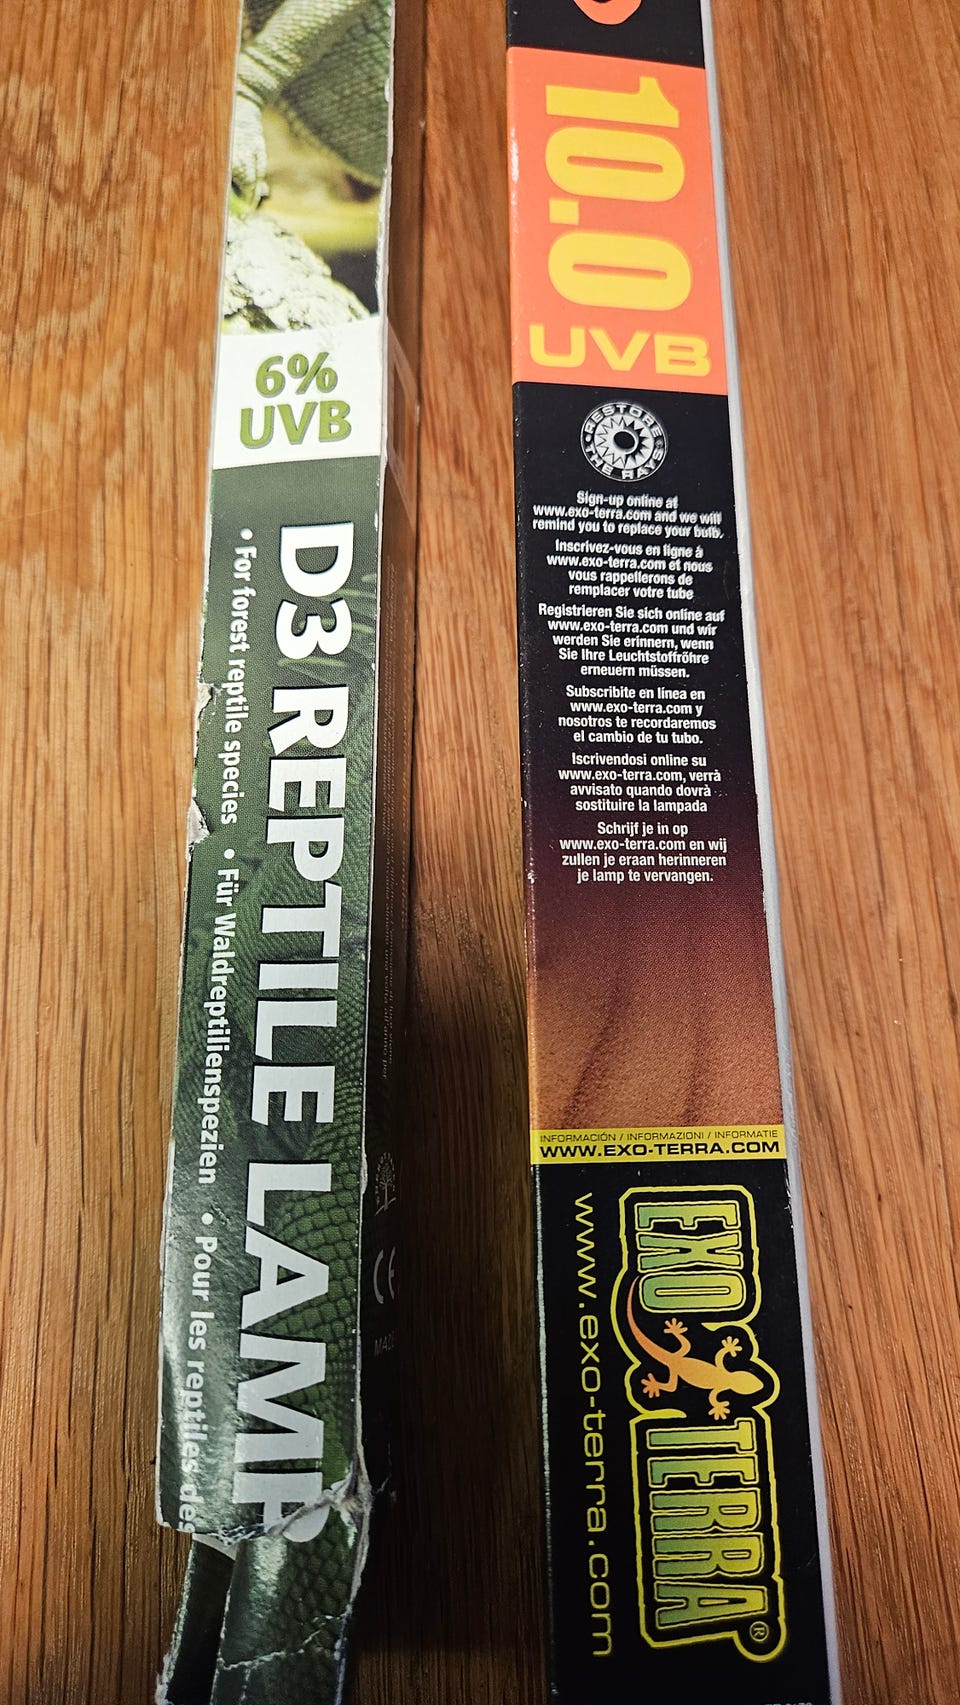 6%
UVB
D3 REPTILE LAMP
• For forest reptile species • Für Waldreptilienspezien • Pour les reptiles des
10.0
UVB
RESTORE
THE RAYS
Sign-up online at
www.exo-terra.com and we will
remind you to replace your bulb.
Inscrivez-vous en ligne à
www.exo-terra.com et nous
vous rappellerons de
remplacer votre tube
Registrieren Sie sich online auf
www.exo-terra.com und wir
werden Sie erinnern, wenn
Sie Ihre Leuchtstoffröhre
erneuern müssen.
Subscribite en línea en
www.exo-terra.com y
nosotros te recordaremos
el cambio de tu tubo.
Iscrivendosi online su
www.exo-terra.com, verrà
avvisato quando dovrà
sostituire la lampada
Schrijf je in op
www.exo-terra.com en wij
zullen je eraan herinneren
je lamp te vervangen.
INFORMACIÓN / INFORMAZIONI / INFORMATIE
WWW.EXO-TERRA.COM
EXO TERRA®
www.exo-terra.com